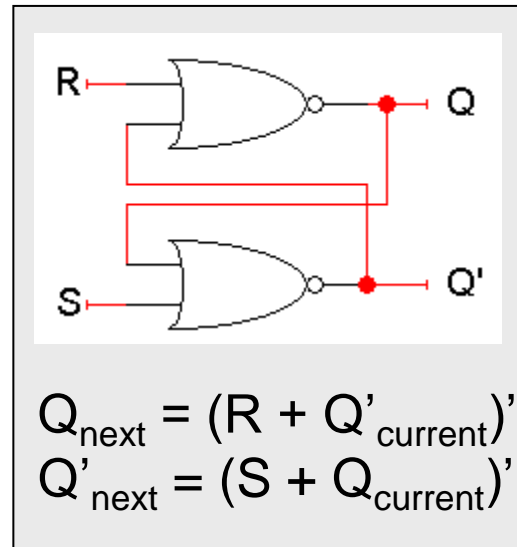 R
Q
S
Q'
Qnext = (R + Q’current)’
Q’next = (S + Qcurrent)’